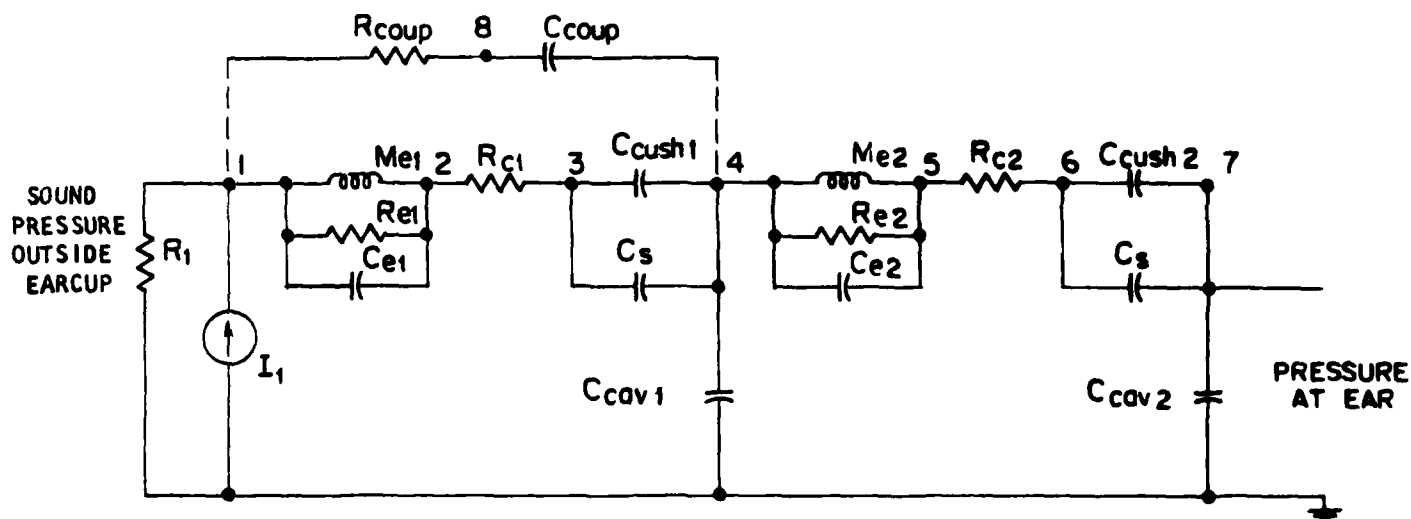 Rcoup 8 Ccoup
1 Me1 2 Rc1 3 Ccush1 4 Me2 5 Rc2 6 Ccush2 7
Re1 Re2
Ce1 Cs Ce2 Cs
SOUND
PRESSURE
OUTSIDE
EARCUP
R1
I1
Ccav1
Ccav2
PRESSURE
AT EAR